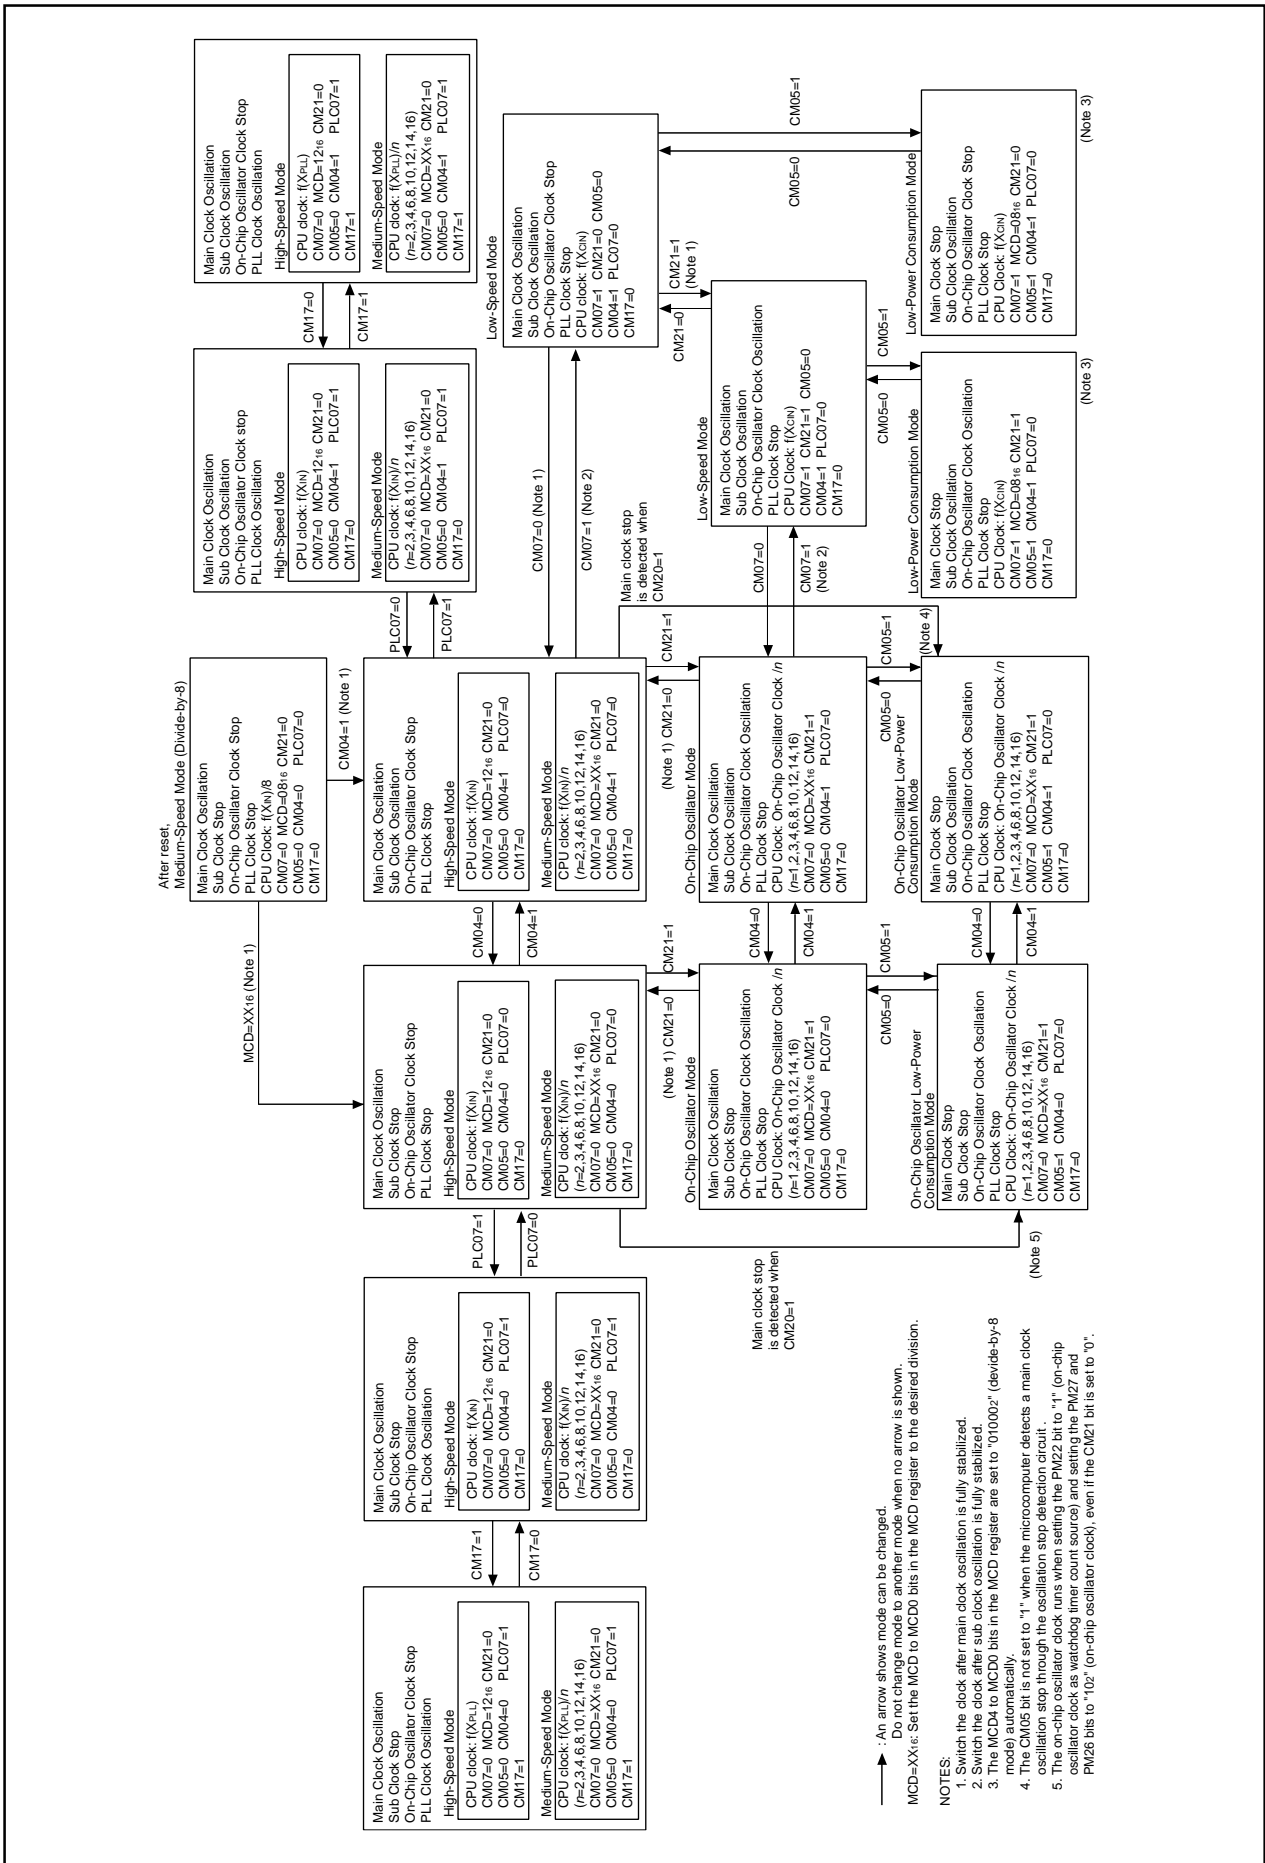 After reset,
Medium-Speed Mode (Divide-by-8)
Main Clock Oscillation
Sub Clock Stop
On-Chip Oscillator Clock Stop
PLL Clock Stop
CPU Clock: f(XIN)/8
CM07=0 MCD=0816 CM21=0
CM05=0 CM04=0 PLC07=0
CM17=0
MCD=XX16 (Note 1)
CM04=1 (Note 1)
Main Clock Oscillation
Sub Clock Stop
On-Chip Oscillator Clock Stop
PLL Clock Oscillation
High-Speed Mode
CPU clock: f(XPLL)
CM07=0 MCD=1216 CM21=0
CM05=0 CM04=0 PLC07=1
CM17=1
Medium-Speed Mode
CPU clock: f(XPLL)/n
(n=2,3,4,6,8,10,12,14,16)
CM07=0 MCD=XX16 CM21=0
CM05=0 CM04=0 PLC07=1
CM17=1
CM17=1
CM17=0
Main Clock Oscillation
Sub Clock Stop
On-Chip Oscillator Clock Stop
PLL Clock Oscillation
High-Speed Mode
CPU clock: f(XIN)
CM07=0 MCD=1216 CM21=0
CM05=0 CM04=0 PLC07=1
CM17=0
Medium-Speed Mode
CPU clock: f(XIN)/n
(n=2,3,4,6,8,10,12,14,16)
CM07=0 MCD=XX16 CM21=0
CM05=0 CM04=0 PLC07=1
CM17=0
PLC07=1
PLC07=0
Main Clock Oscillation
Sub Clock Stop
On-Chip Oscillator Clock Stop
PLL Clock Stop
High-Speed Mode
CPU clock: f(XIN)
CM07=0 MCD=1216 CM21=0
CM05=0 CM04=0 PLC07=0
CM17=0
Medium-Speed Mode
CPU clock: f(XIN)/n
(n=2,3,4,6,8,10,12,14,16)
CM07=0 MCD=XX16 CM21=0
CM05=0 CM04=0 PLC07=0
CM17=0
CM04=0
CM04=1
Main Clock Oscillation
Sub Clock Oscillation
On-Chip Oscillator Clock Stop
PLL Clock Stop
High-Speed Mode
CPU clock :f(XIN)
CM07=0 MCD=1216 CM21=0
CM05=0 CM04=1 PLC07=0
CM17=0
Medium-Speed Mode
CPU clock: f(XIN)/n
(n=2,3,4,6,8,10,12,14,16)
CM07=0 MCD=XX16 CM21=0
CM05=0 CM04=1 PLC07=0
CM17=0
PLC07=0
PLC07=1
Main Clock Oscillation
Sub Clock Oscillation
On-Chip Oscillator Clock stop
PLL Clock Oscillation
High-Speed Mode
CPU clock: f(XIN)
CM07=0 MCD=1216 CM21=0
CM05=0 CM04=1 PLC07=1
CM17=0
Medium-Speed Mode
CPU clock: f(XIN)/n
(n=2,3,4,6,8,10,12,14,16)
CM07=0 MCD=XX16 CM21=0
CM05=0 CM04=1 PLC07=1
CM17=0
CM17=0
CM17=1
Main Clock Oscillation
Sub Clock Oscillation
On-Chip Oscillator Clock Stop
PLL Clock Oscillation
High-Speed Mode
CPU clock: f(XPLL)
CM07=0 MCD=1216 CM21=0
CM05=0 CM04=1 PLC07=1
CM17=1
Medium-Speed Mode
CPU clock: f(XPLL)/n
(n=2,3,4,6,8,10,12,14,16)
CM07=0 MCD=XX16 CM21=0
CM05=0 CM04=1 PLC07=1
CM17=1
CM07=0 (Note 1)
CM07=1 (Note 2)
Low-Speed Mode
Main Clock Oscillation
Sub Clock Oscillation
On-Chip Oscillator Clock Stop
PLL Clock Stop
CPU clock: f(XCIN)
CM07=1 CM21=0 CM05=0
CM04=1 PLC07=0
CM17=0
Main clock stop
is detected when
CM20=1
Main clock stop
is detected when
CM20=1
(Note 1) CM21=0
CM21=1
(Note 1) CM21=0
CM21=1
CM21=0
CM21=1
(Note 1)
On-Chip Oscillator Mode
Main Clock Oscillation
Sub Clock Stop
On-Chip Oscillator Clock Oscillation
PLL Clock Stop
CPU Clock: On-Chip Oscillator Clock /n
(n=1,2,3,4,6,8,10,12,14,16)
CM07=0 MCD=XX16 CM21=1
CM05=0 CM04=0 PLC07=0
CM17=0
CM04=0
CM04=1
On-Chip Oscillator Mode
Main Clock Oscillation
Sub Clock Oscillation
On-Chip Oscillator Clock Oscillation
PLL Clock Stop
CPU Clock: On-Chip Oscillator Clock /n
(n=1,2,3,4,6,8,10,12,14,16)
CM07=0 MCD=XX16 CM21=1
CM05=0 CM04=1 PLC07=0
CM17=0
CM07=0
CM07=1
(Note 2)
Low-Speed Mode
Main Clock Oscillation
Sub Clock Oscillation
On-Chip Oscillator Clock Oscillation
PLL Clock Stop
CPU Clock: f(XCIN)
CM07=1 CM21=1 CM05=0
CM04=1 PLC07=0
CM17=0
CM05=0
CM05=1
CM05=0
CM05=1
(Note 4)
CM05=0
CM05=1
CM05=0
CM05=1
On-Chip Oscillator Low-Power
Consumption Mode
Main Clock Stop
Sub Clock Stop
On-Chip Oscillator Clock Oscillation
PLL Clock Stop
CPU Clock: On-Chip Oscillator Clock /n
(n=1,2,3,4,6,8,10,12,14,16)
CM07=0 MCD=XX16 CM21=1
CM05=1 CM04=0 PLC07=0
CM17=0
(Note 5)
CM04=0
CM04=1
On-Chip Oscillator Low-Power
Consumption Mode
Main Clock Stop
Sub Clock Oscillation
On-Chip Oscillator Clock Oscillation
PLL Clock Stop
CPU Clock: On-Chip Oscillator Clock /n
(n=1,2,3,4,6,8,10,12,14,16)
CM07=0 MCD=XX16 CM21=1
CM05=1 CM04=1 PLC07=0
CM17=0
Low-Power Consumption Mode
Main Clock Stop
Sub Clock Oscillation
On-Chip Oscillator Clock Oscillation
PLL Clock Stop
CPU Clock: f(XCIN)
CM07=1 MCD=0816 CM21=1
CM05=1 CM04=1 PLC07=0
CM17=0
(Note 3)
Low-Power Consumption Mode
Main Clock Stop
Sub Clock Oscillation
On-Chip Oscillator Clock Stop
PLL Clock Stop
CPU Clock: f(XCIN)
CM07=1 MCD=0816 CM21=0
CM05=1 CM04=1 PLC07=0
CM17=0
(Note 3)
: An arrow shows mode can be changed.
Do not change mode to another mode when no arrow is shown.
MCD=XX16: Set the MCD to MCD0 bits in the MCD register to the desired division.
NOTES:
1. Switch the clock after main clock oscillation is fully stabilized.
2. Switch the clock after sub clock oscillation is fully stabilized.
3. The MCD4 to MCD0 bits in the MCD register are set to "010002" (devide-by-8
mode) automatically.
4. The CM05 bit is not set to "1" when the microcomputer detects a main clock
oscillation stop through the oscillation stop detection circuit .
5. The on-chip oscillator clock runs when setting the PM22 bit to "1" (on-chip
oscillator clock as watchdog timer count source) and setting the PM27 and
PM26 bits to "102" (on-chip oscillator clock), even if the CM21 bit is set to "0".